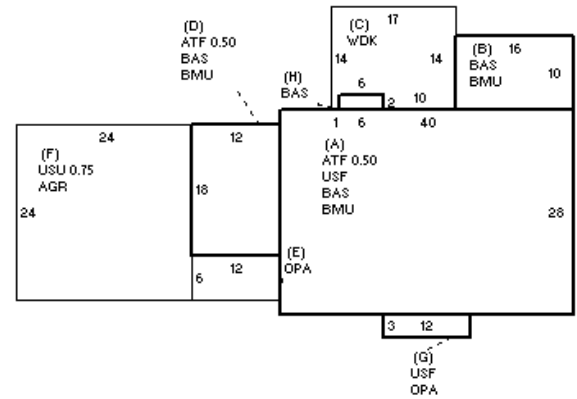 (D)
ATF 0.50
BAS
BMU
(C)
WDK
17
14
14
6
2
10
(B)
BAS
BMU
16
10
(H)
BAS
1
6
40
(A)
ATF 0.50
USF
BAS
BMU
28
24
(F)
USU 0.75
AGR
24
12
18
12
6
(E)
OPA
3
12
(G)
USF
OPA